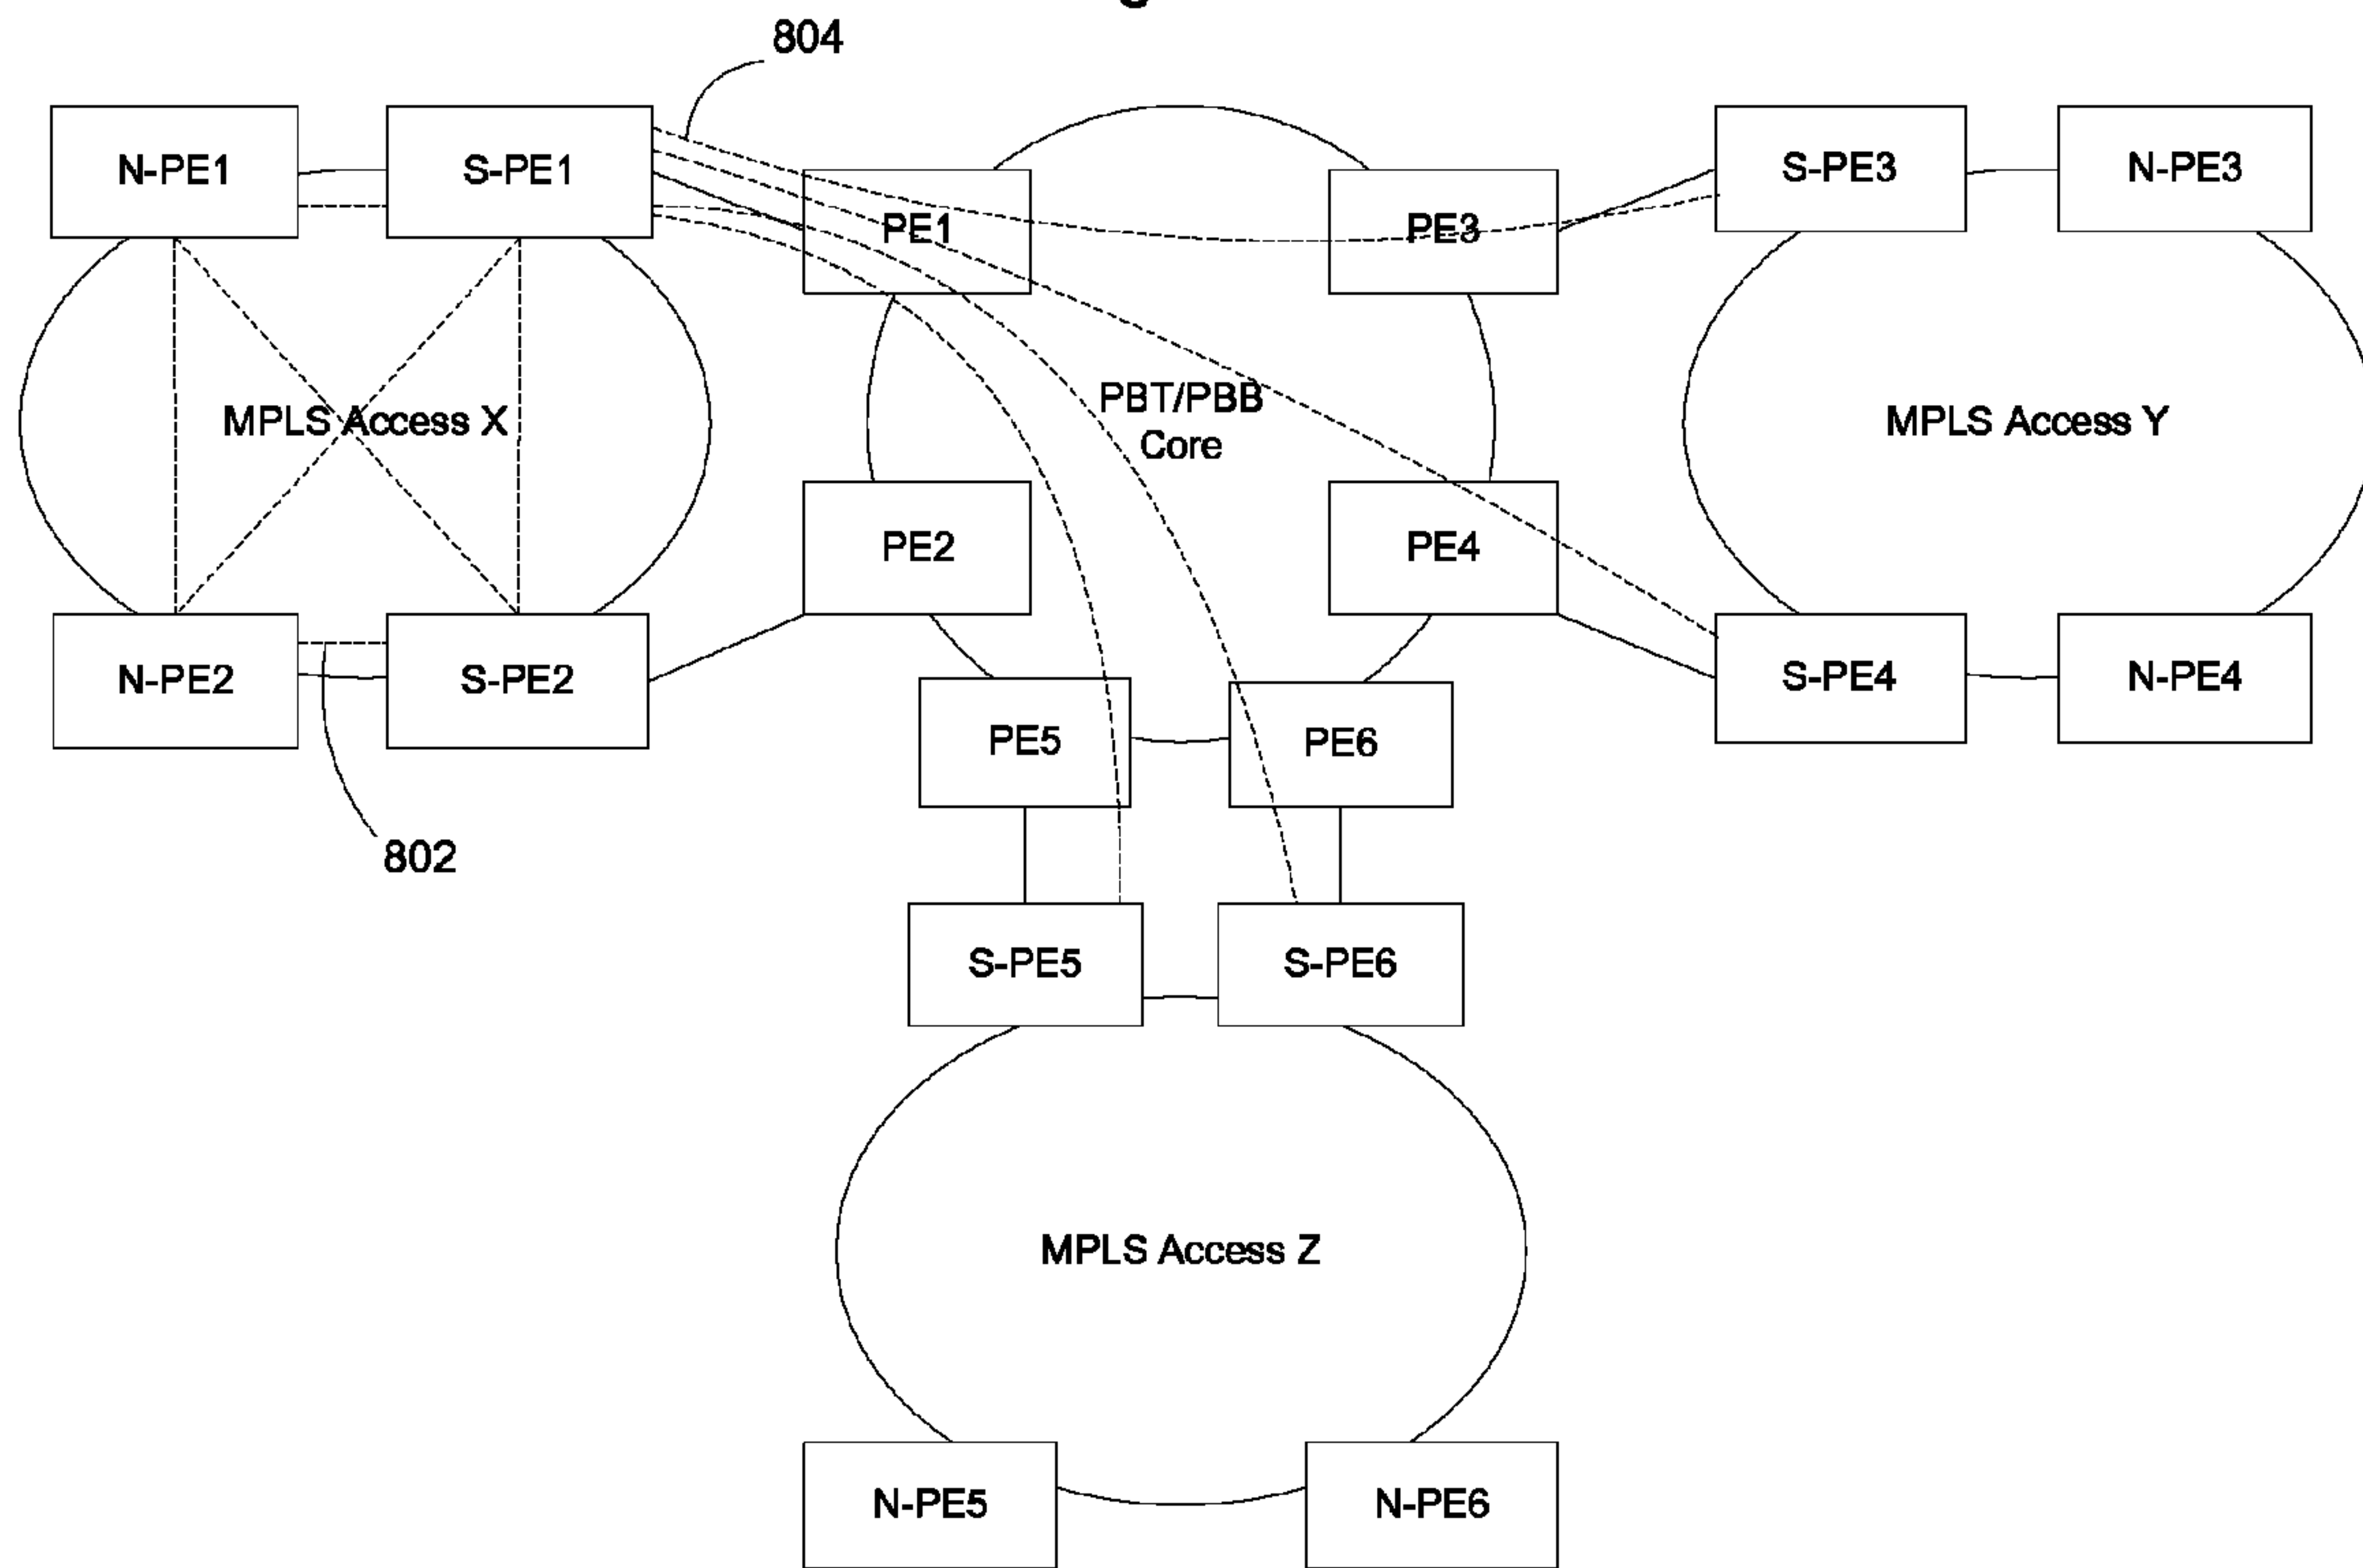 804
N-PE1
S-PE1
PE1
PE3
S-PE3
N-PE3
MPLS Access X
PBT/PBB
Core
MPLS Access Y
PE2
PE4
N-PE2
S-PE2
S-PE4
N-PE4
PE5
PE6
802
S-PE5
S-PE6
MPLS Access Z
N-PE5
N-PE6